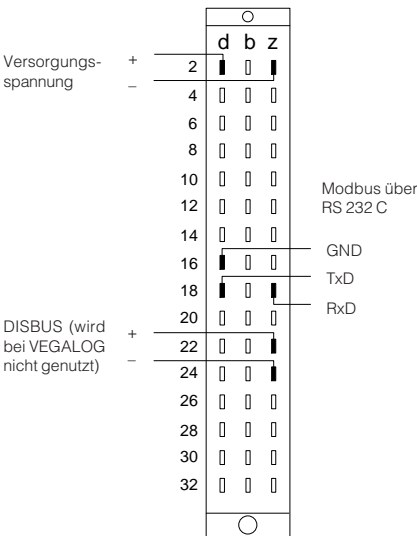 d b z
Versorgungs-
spannung
+
–
2
4
6
8
10
12
14
16
18
20
22
24
26
28
30
32
Modbus über
RS 232 C
GND
TxD
RxD
DISBUS (wird
bei VEGALOG
nicht genutzt)
+
–